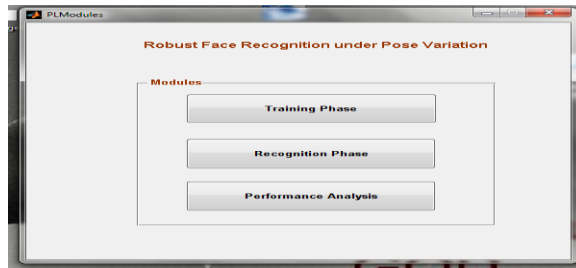 PLModules
Robust Face Recognition under Pose Variation
Modules
Training Phase
Recognition Phase
Performance Analysis